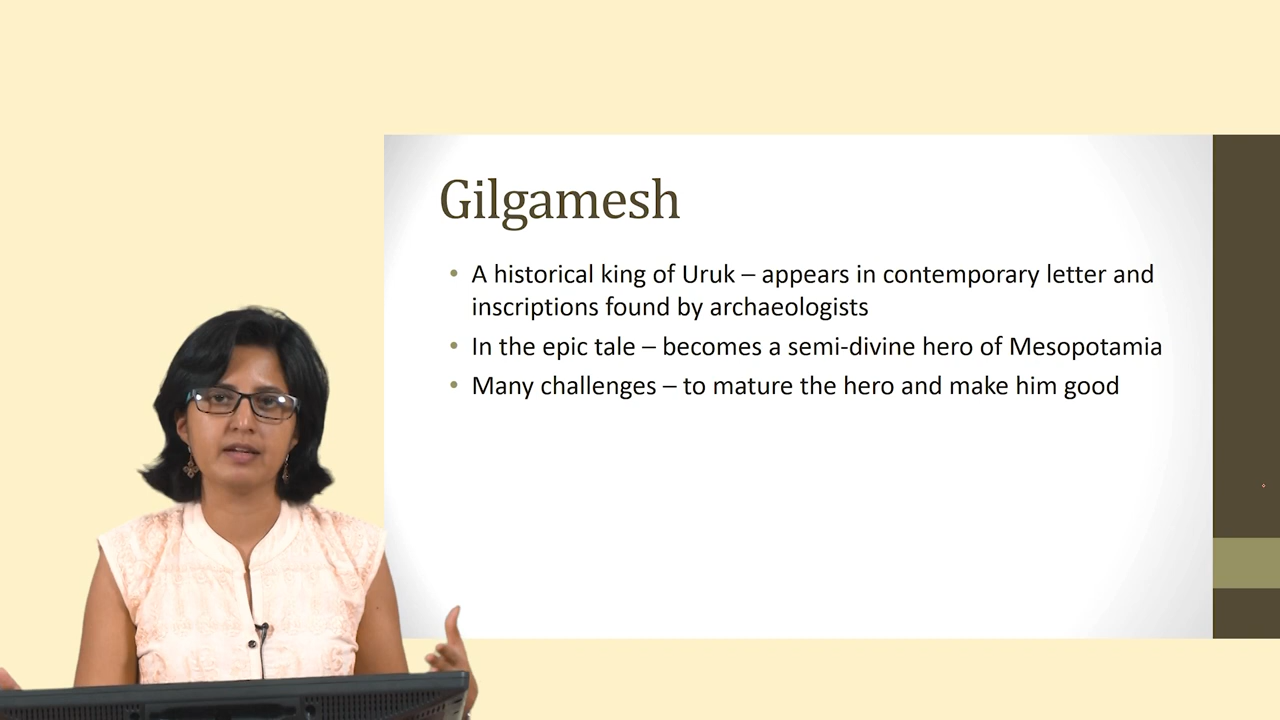 Gilgamesh
• A historical king of Uruk – appears in contemporary letter and
inscriptions found by archaeologists
• In the epic tale – becomes a semi-divine hero of Mesopotamia
• Many challenges – to mature the hero and make him good